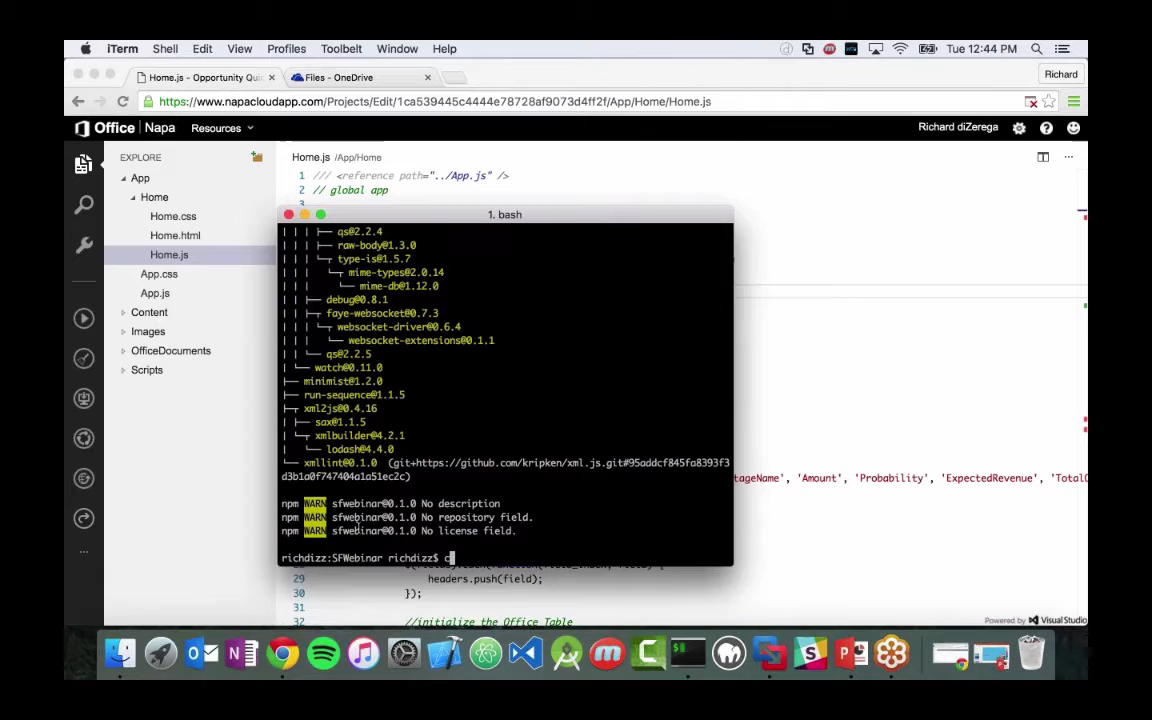 iTerm Shell Edit View Profiles Toolbelt Window Help Tue 12:44 PM
Home.js - Opportunity Quic × Files - OneDrive × Richard
https://www.napacloudapp.com/Projects/Edit/1ca539445c4444e78728af9073d4ff2f/App/Home/Home.js
Office Napa Resources Richard diZerega
EXPLORE
App
Home
Home.css
Home.html
Home.js
App.css
App.js
Content
Images
OfficeDocuments
Scripts
Home.js /App/Home
1 /// <reference path="../App.js" />
2 // global app
3
1. bash
| | | ├── qs@2.2.4
| | | ├── raw-body@1.3.0
| | | └─┬ type-is@1.5.7
| | |   └─┬ mime-types@2.0.14
| | |     └── mime-db@1.12.0
| | ├── debug@0.8.1
| | ├─┬ faye-websocket@0.7.3
| | | └─┬ websocket-driver@0.6.4
| | |   └── websocket-extensions@0.1.1
| | └── qs@2.2.5
| └── watch@0.11.0
├── minimist@1.2.0
├── run-sequence@1.1.5
├─┬ xml2js@0.4.16
| ├── sax@1.1.5
| └─┬ xmlbuilder@4.2.1
|   └── lodash@4.4.0
└── xmllint@0.1.0 (git+https://github.com/kripken/xml.js.git#95addcf845fa8393f3
d3b1a0f747404a1a51ec2c)
npm WARN sfwebinar@0.1.0 No description
npm WARN sfwebinar@0.1.0 No repository field.
npm WARN sfwebinar@0.1.0 No license field.
richdizz:SFWebinar richdizz$ c
tageName', 'Amount', 'Probability', 'ExpectedRevenue', 'TotalO
29 headers.push(field);
30 });
31
32 //initialize the Office Table
Powered by Visual Studio